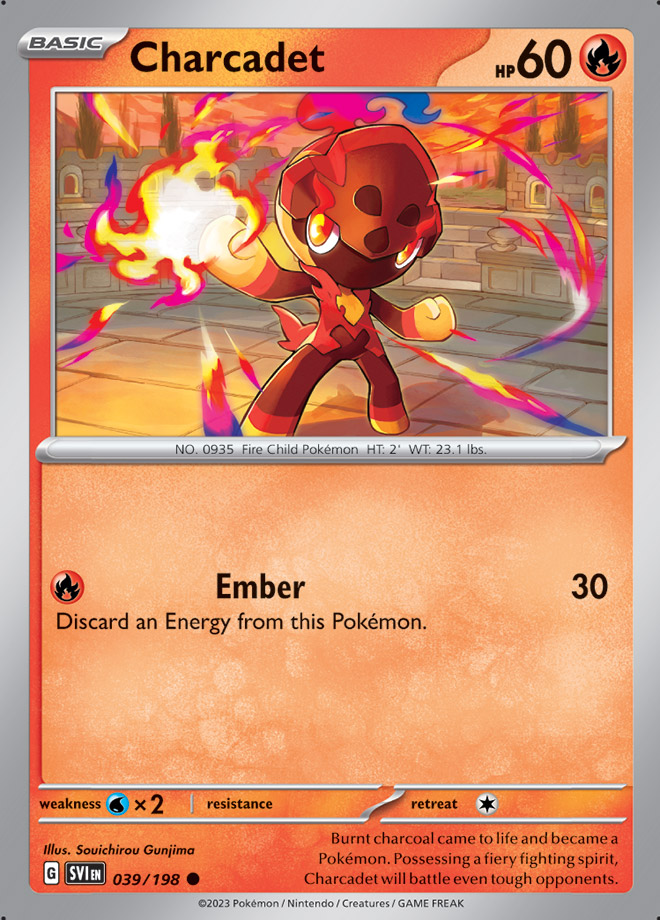 BASIC
Charcadet
HP 60
NO. 0935 Fire Child Pokémon HT: 2' WT: 23.1 lbs.
Ember 30
Discard an Energy from this Pokémon.
weakness ×2 resistance retreat
Illus. Souichirou Gunjima
G SVI EN 039/198
Burnt charcoal came to life and became a
Pokémon. Possessing a fiery fighting spirit,
Charcadet will battle even tough opponents.
©2023 Pokémon / Nintendo / Creatures / GAME FREAK